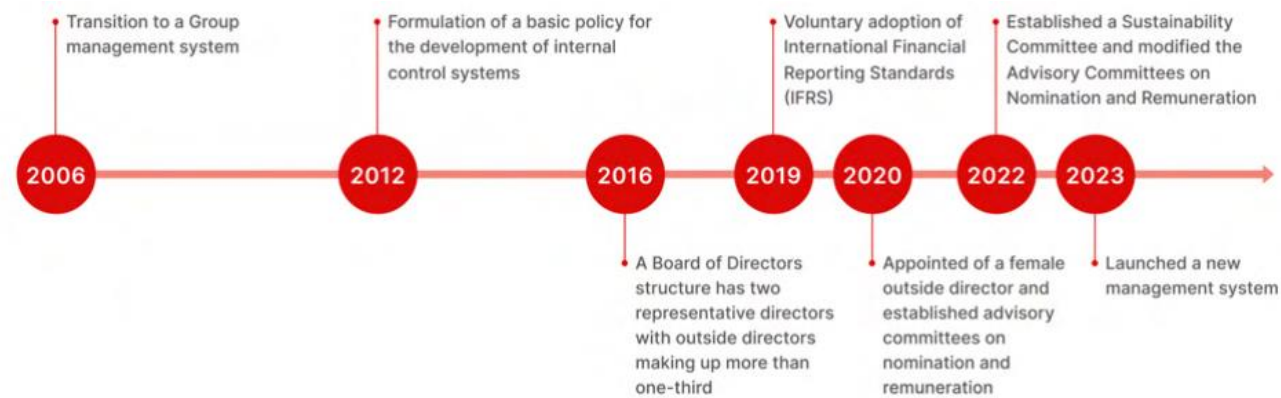 Transition to a Group
management system
Formulation of a basic policy for
the development of internal
control systems
Voluntary adoption of
International Financial
Reporting Standards
(IFRS)
Established a Sustainability
Committee and modified the
Advisory Committees on
Nomination and Remuneration
2006
2012
2016
2019
2020
2022
2023
A Board of Directors
structure has two
representative directors
with outside directors
making up more than
one-third
Appointed of a female
outside director and
established advisory
committees on
nomination and
remuneration
Launched a new
management system